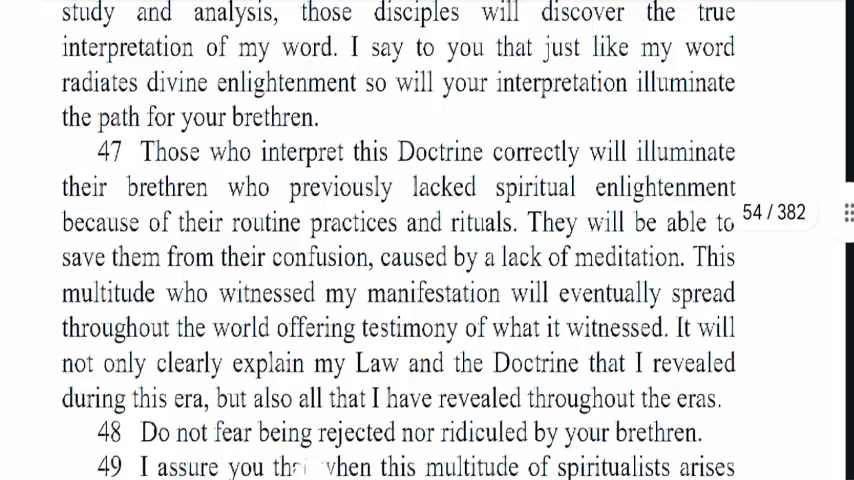 study and analysis, those disciples will discover the true
interpretation of my word. I say to you that just like my word
radiates divine enlightenment so will your interpretation illuminate
the path for your brethren.
47 Those who interpret this Doctrine correctly will illuminate
their brethren who previously lacked spiritual enlightenment
because of their routine practices and rituals. They will be able to
54 / 382
save them from their confusion, caused by a lack of meditation. This
multitude who witnessed my manifestation will eventually spread
throughout the world offering testimony of what it witnessed. It will
not only clearly explain my Law and the Doctrine that I revealed
during this era, but also all that I have revealed throughout the eras.
48 Do not fear being rejected nor ridiculed by your brethren.
49 I assure you when this multitude of spiritualists arises